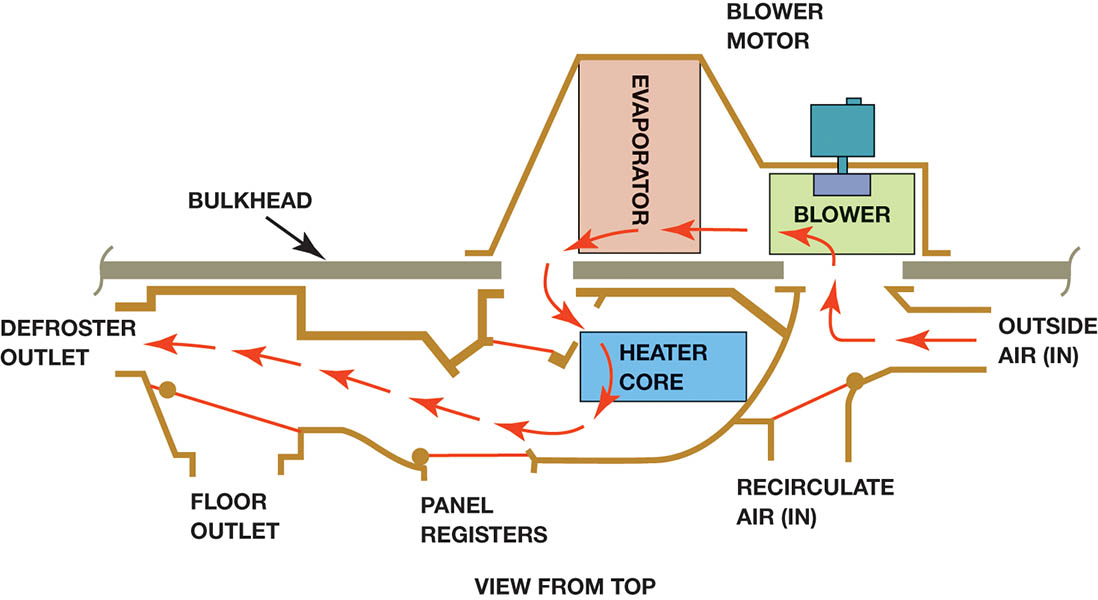 BLOWER
MOTOR
EVAPORATOR
BULKHEAD
BLOWER
DEFROSTER
OUTLET
HEATER
CORE
OUTSIDE
AIR (IN)
FLOOR
OUTLET
PANEL
REGISTERS
RECIRCULATE
AIR (IN)
VIEW FROM TOP